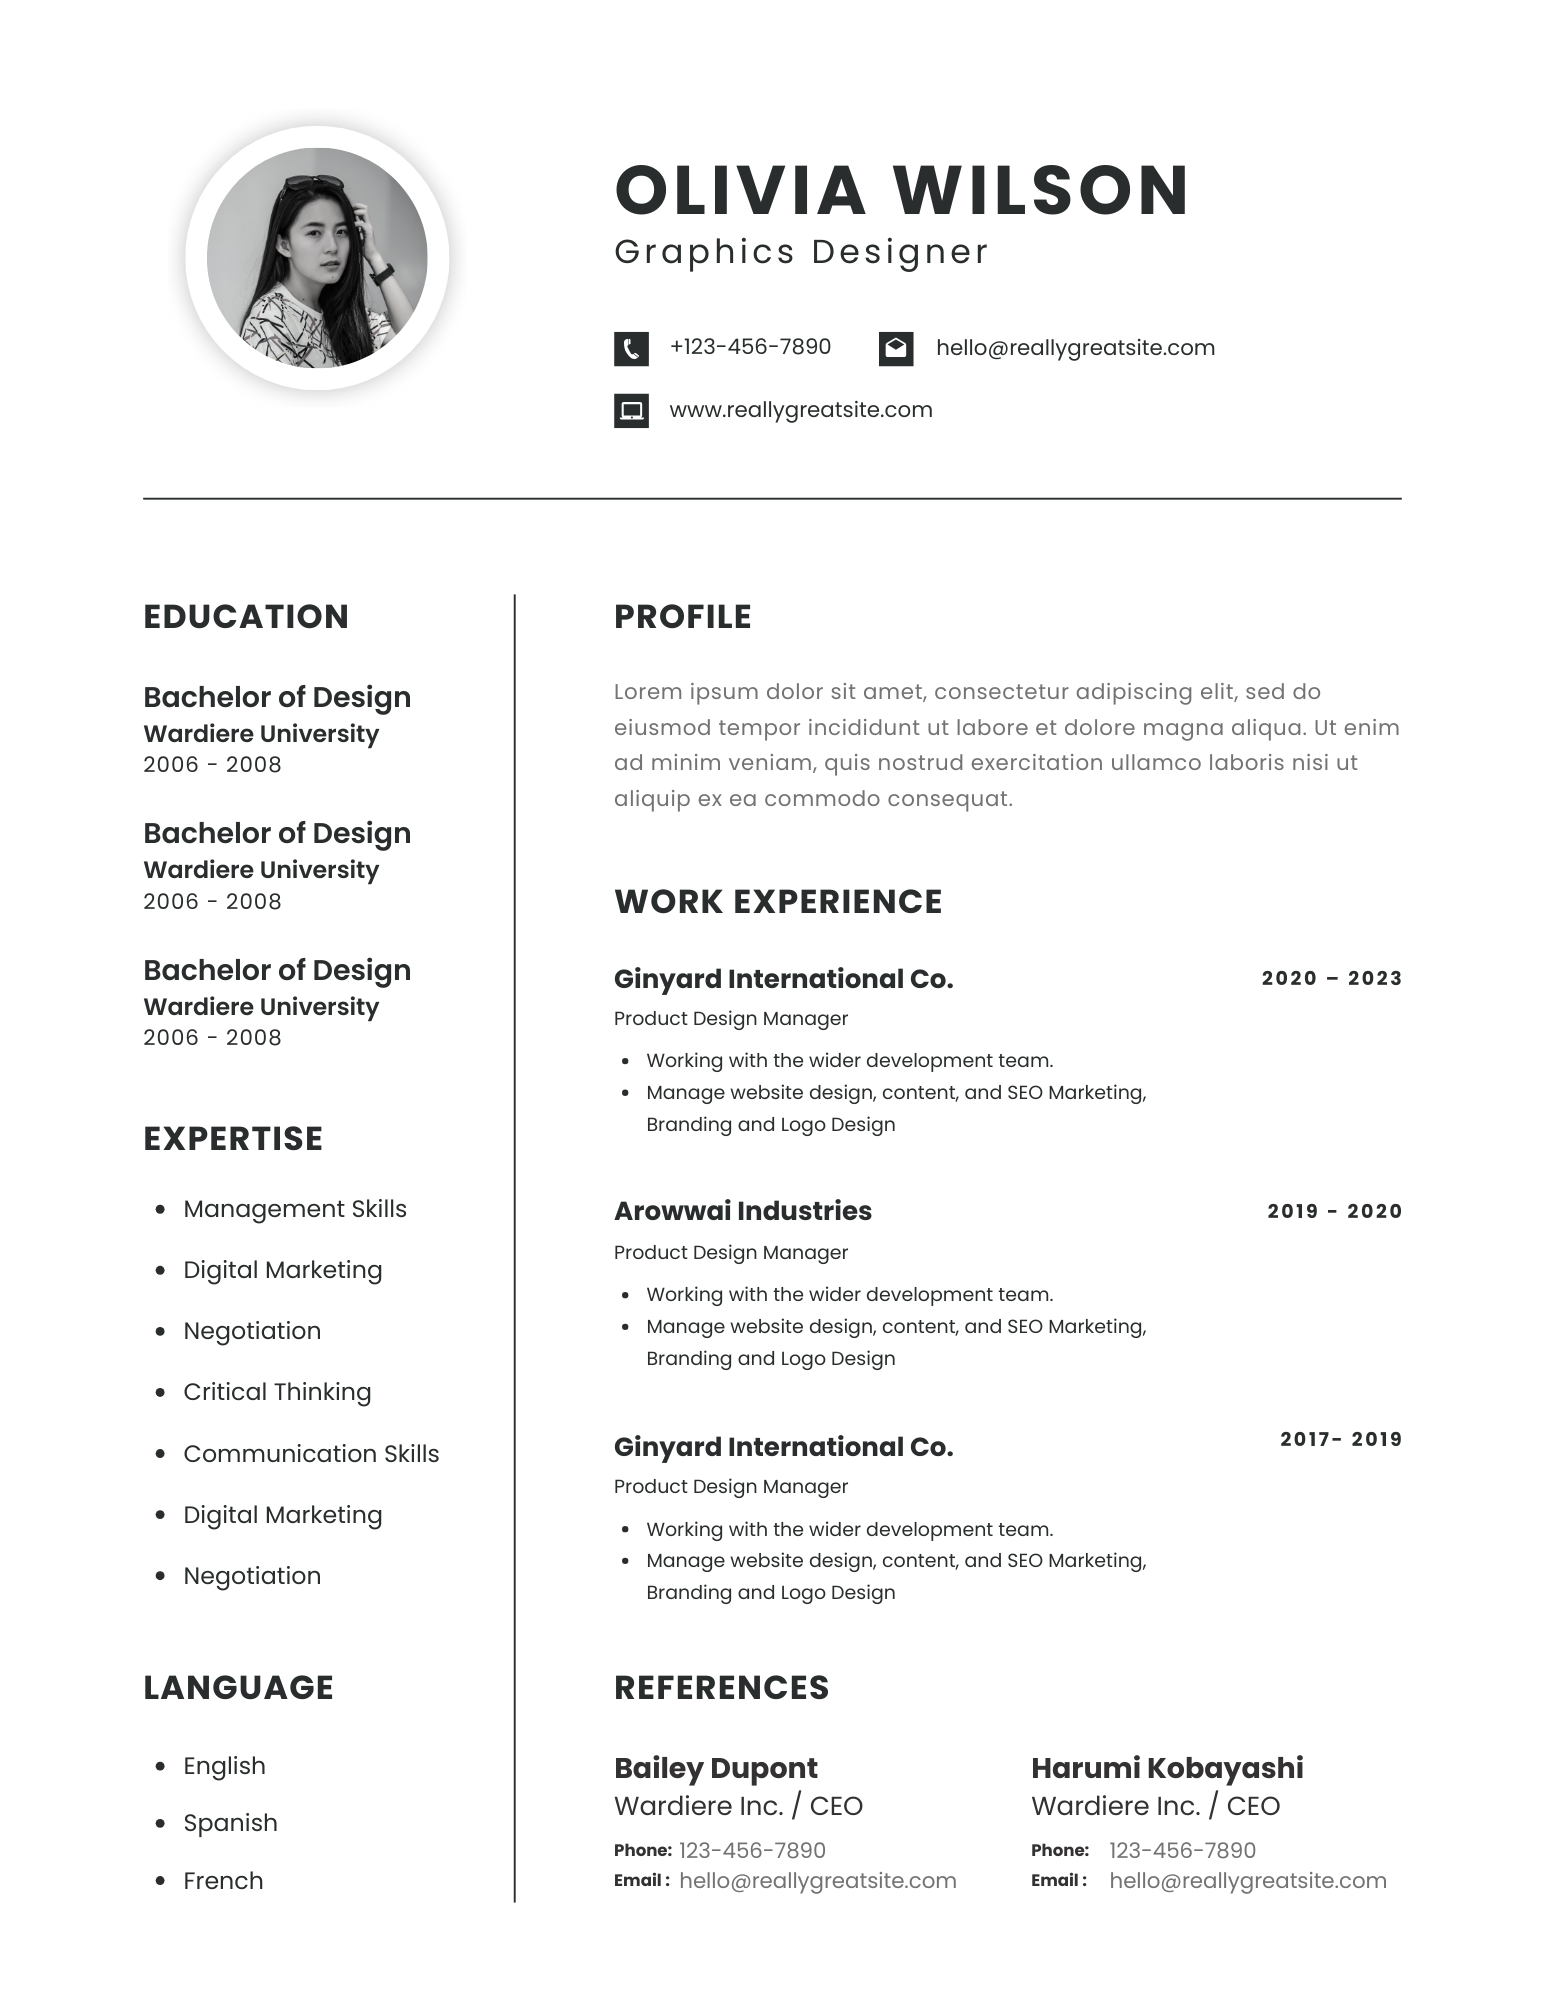 OLIVIA WILSON
Graphics Designer
+123-456-7890
hello@reallygreatsite.com
www.reallygreatsite.com
EDUCATION
Bachelor of Design
Wardiere University
2006 - 2008
Bachelor of Design
Wardiere University
2006 - 2008
Bachelor of Design
Wardiere University
2006 - 2008
EXPERTISE
• Management Skills
• Digital Marketing
• Negotiation
• Critical Thinking
• Communication Skills
• Digital Marketing
• Negotiation
LANGUAGE
• English
• Spanish
• French
PROFILE
Lorem ipsum dolor sit amet, consectetur adipiscing elit, sed do
eiusmod tempor incididunt ut labore et dolore magna aliqua. Ut enim
ad minim veniam, quis nostrud exercitation ullamco laboris nisi ut
aliquip ex ea commodo consequat.
WORK EXPERIENCE
Ginyard International Co. 2020 – 2023
Product Design Manager
• Working with the wider development team.
• Manage website design, content, and SEO Marketing,
Branding and Logo Design
Arowwai Industries 2019 - 2020
Product Design Manager
• Working with the wider development team.
• Manage website design, content, and SEO Marketing,
Branding and Logo Design
Ginyard International Co. 2017- 2019
Product Design Manager
• Working with the wider development team.
• Manage website design, content, and SEO Marketing,
Branding and Logo Design
REFERENCES
Bailey Dupont
Wardiere Inc. / CEO
Phone: 123-456-7890
Email : hello@reallygreatsite.com
Harumi Kobayashi
Wardiere Inc. / CEO
Phone: 123-456-7890
Email : hello@reallygreatsite.com